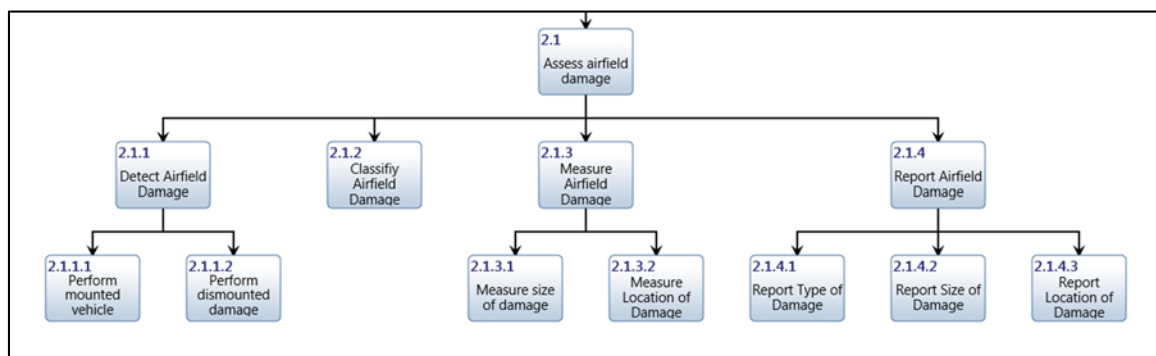 2.1
Assess airfield
damage
2.1.1
Detect Airfield
Damage
2.1.2
Classifiy
Airfield
Damage
2.1.3
Measure
Airfield
Damage
2.1.4
Report Airfield
Damage
2.1.1.1
Perform
mounted
vehicle
2.1.1.2
Perform
dismounted
damage
2.1.3.1
Measure size
of damage
2.1.3.2
Measure
Location of
Damage
2.1.4.1
Report Type of
Damage
2.1.4.2
Report Size of
Damage
2.1.4.3
Report
Location of
Damage